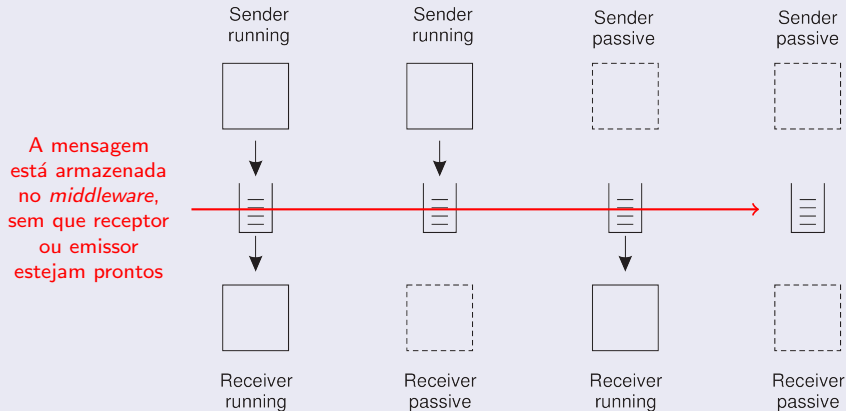 Sender
running
Sender
running
Sender
passive
Sender
passive
A mensagem
está armazenada
no middleware,
sem que receptor
ou emissor
estejam prontos
Receiver
running
Receiver
passive
Receiver
running
Receiver
passive